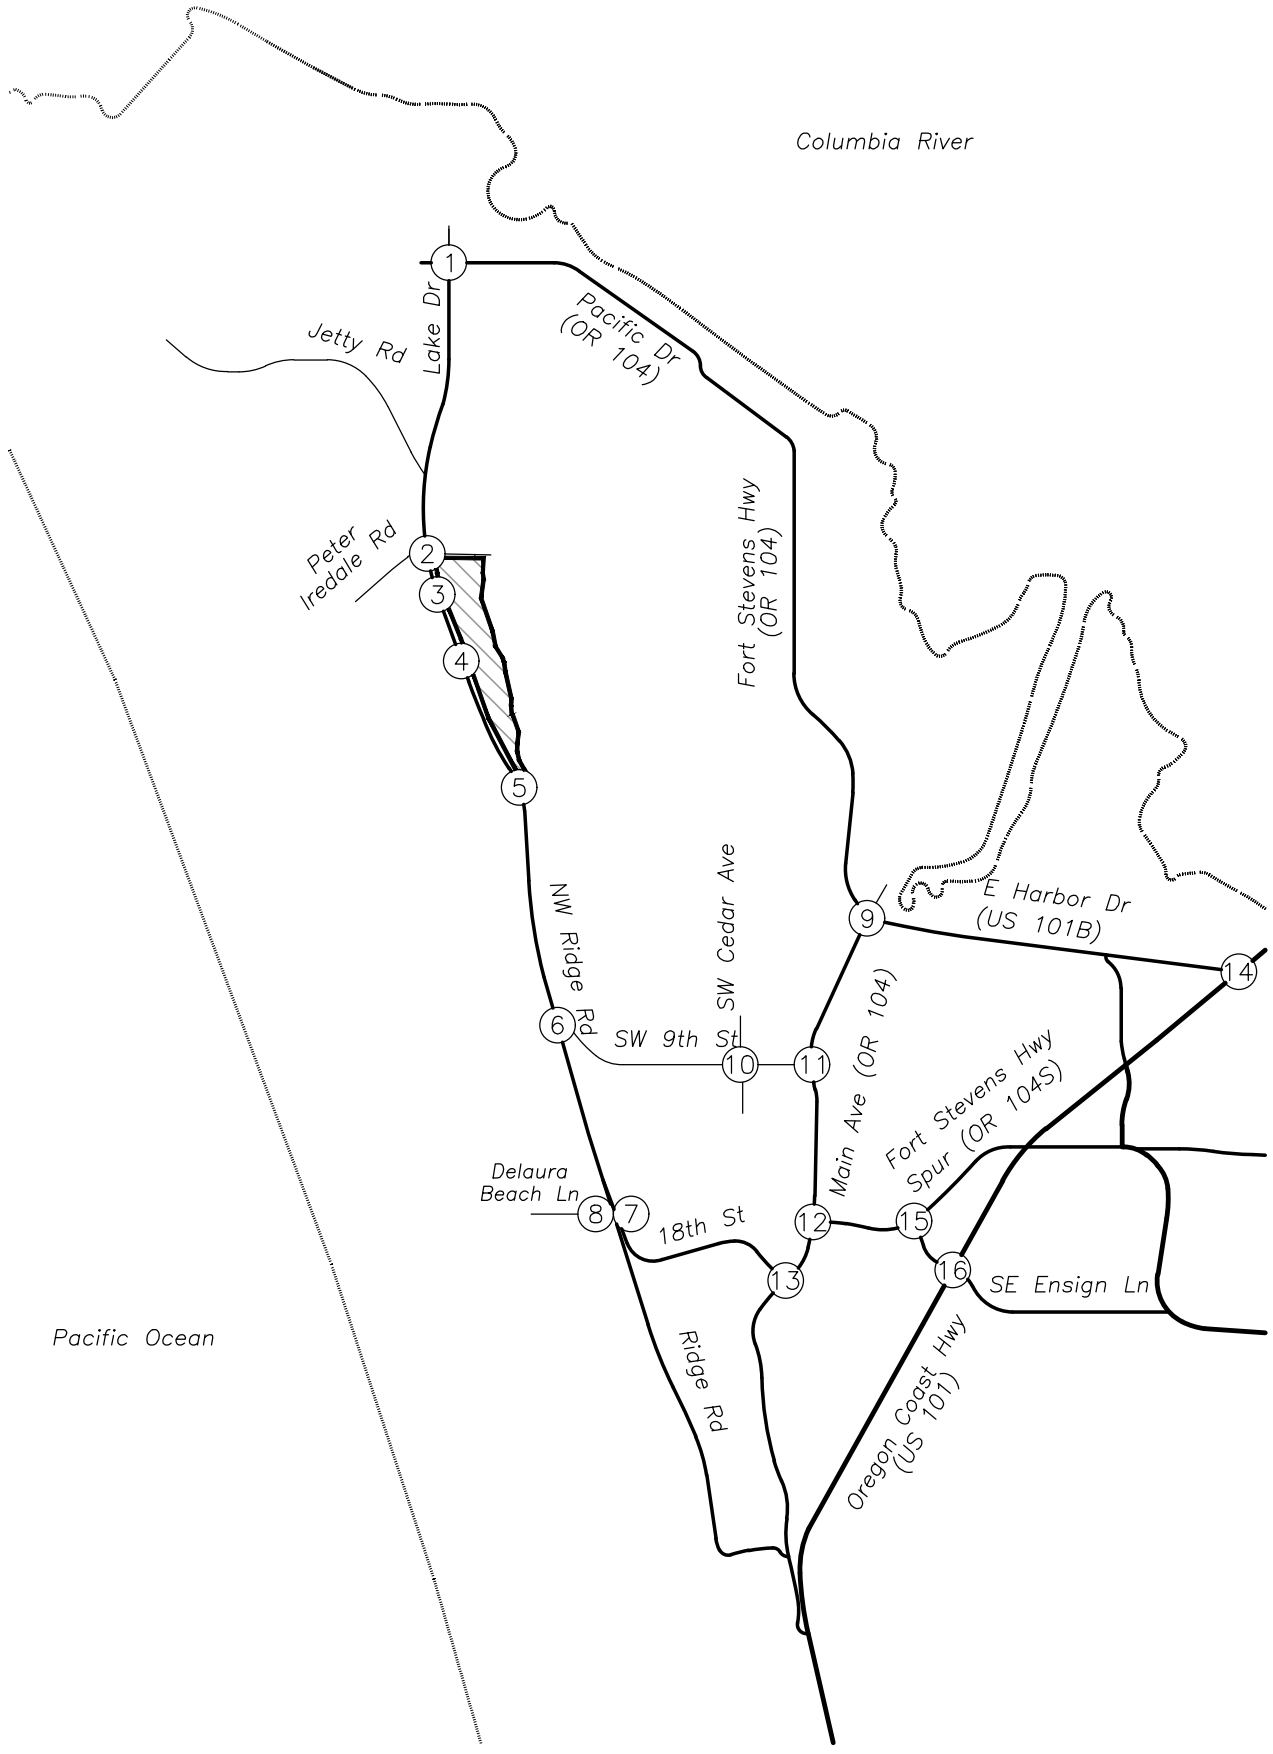 Columbia River
1
Lake Dr
Jetty Rd
Pacific Dr
(OR 104)
Peter
Iredale Rd
2
3
4
5
Fort Stevens Hwy
(OR 104)
NW Ridge Rd
6
SW 9th St
SW Cedar Ave
10
11
9
E Harbor Dr
(US 101B)
14
Main Ave (OR 104)
Fort Stevens Hwy
Spur (OR 104S)
Delaura
Beach Ln
8
7
18th St
12
15
13
16
SE Ensign Ln
Pacific Ocean
Ridge Rd
Oregon Coast Hwy
(US 101)